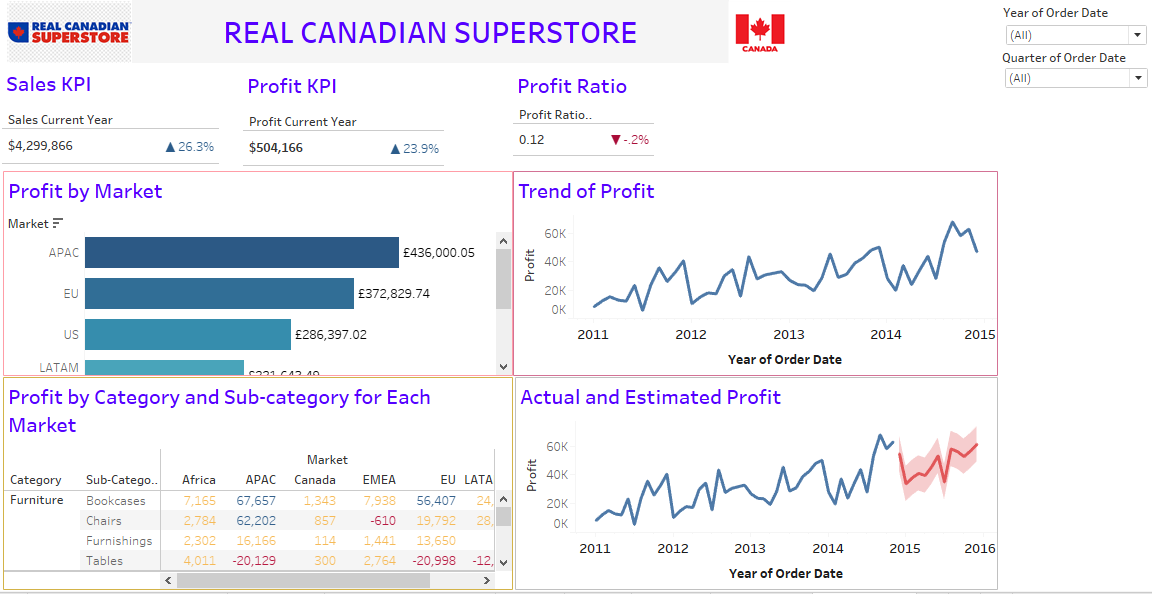 REAL CANADIAN
SUPERSTORE
REAL CANADIAN SUPERSTORE
CANADA
Year of Order Date
(All)
Quarter of Order Date
(All)
Sales KPI
Sales Current Year
$4,299,866 ▲ 26.3%
Profit KPI
Profit Current Year
$504,166 ▲ 23.9%
Profit Ratio
Profit Ratio..
0.12 ▼ -.2%
Profit by Market
Market
APAC £436,000.05
EU £372,829.74
US £286,397.02
LATAM £221,643.49
Trend of Profit
Profit
60K
40K
20K
0K
2011 2012 2013 2014 2015
Year of Order Date
Profit by Category and Sub-category for Each
Market
Market
Category Sub-Catego.. Africa APAC Canada EMEA EU LATA
Furniture Bookcases 7,165 67,657 1,343 7,938 56,407 24,
Chairs 2,784 62,202 857 -610 19,792 28,
Furnishings 2,302 16,166 114 1,441 13,650
Tables 4,011 -20,129 300 2,764 -20,998 -12,
Actual and Estimated Profit
Profit
60K
40K
20K
0K
2011 2012 2013 2014 2015 2016
Year of Order Date